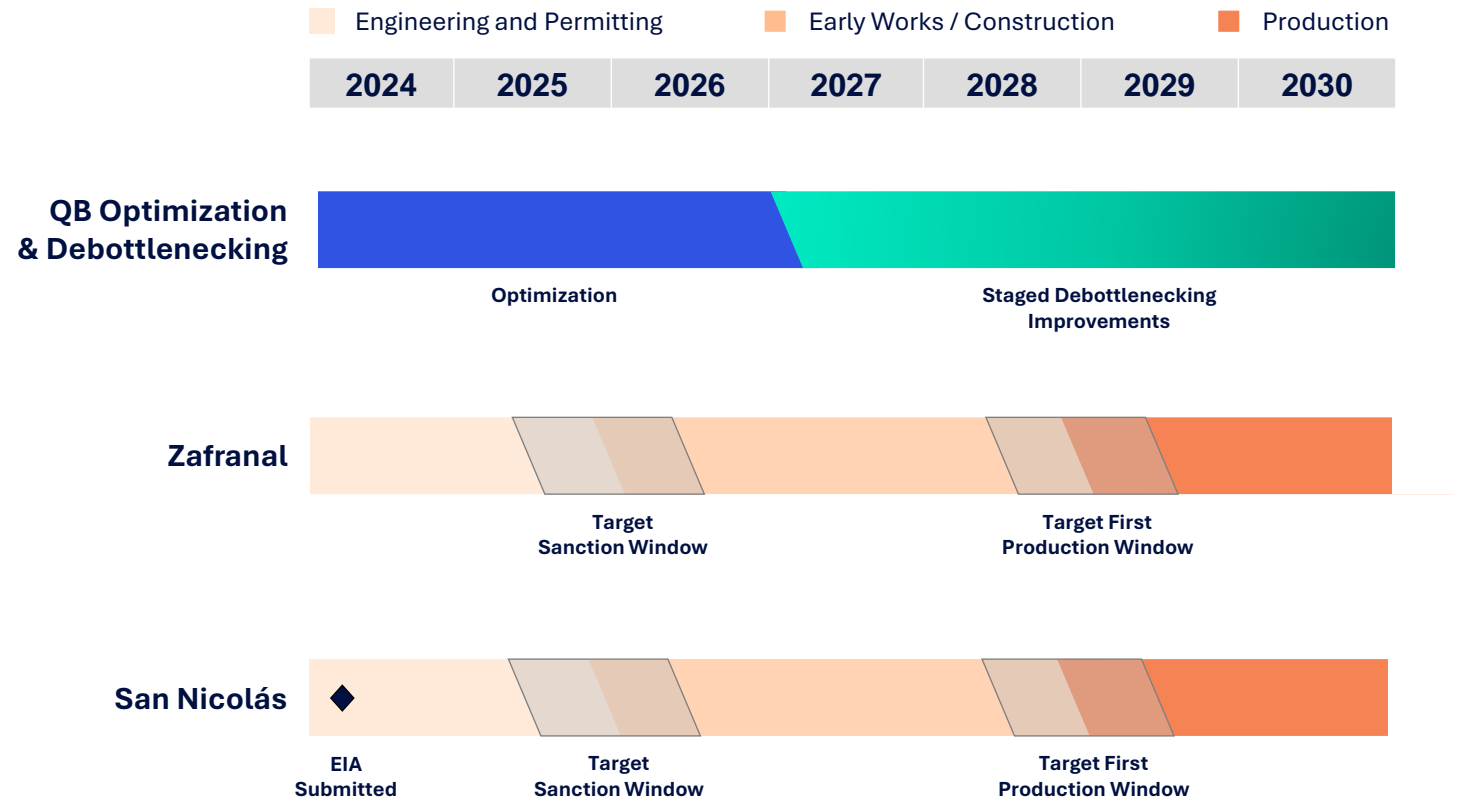 Engineering and Permitting
Early Works / Construction
Production
2024
2025
2026
2027
2028
2029
2030
QB Optimization
& Debottlenecking
Optimization
Staged Debottlenecking
Improvements
Zafranal
Target
Sanction Window
Target First
Production Window
San Nicolás
EIA
Submitted
Target
Sanction Window
Target First
Production Window